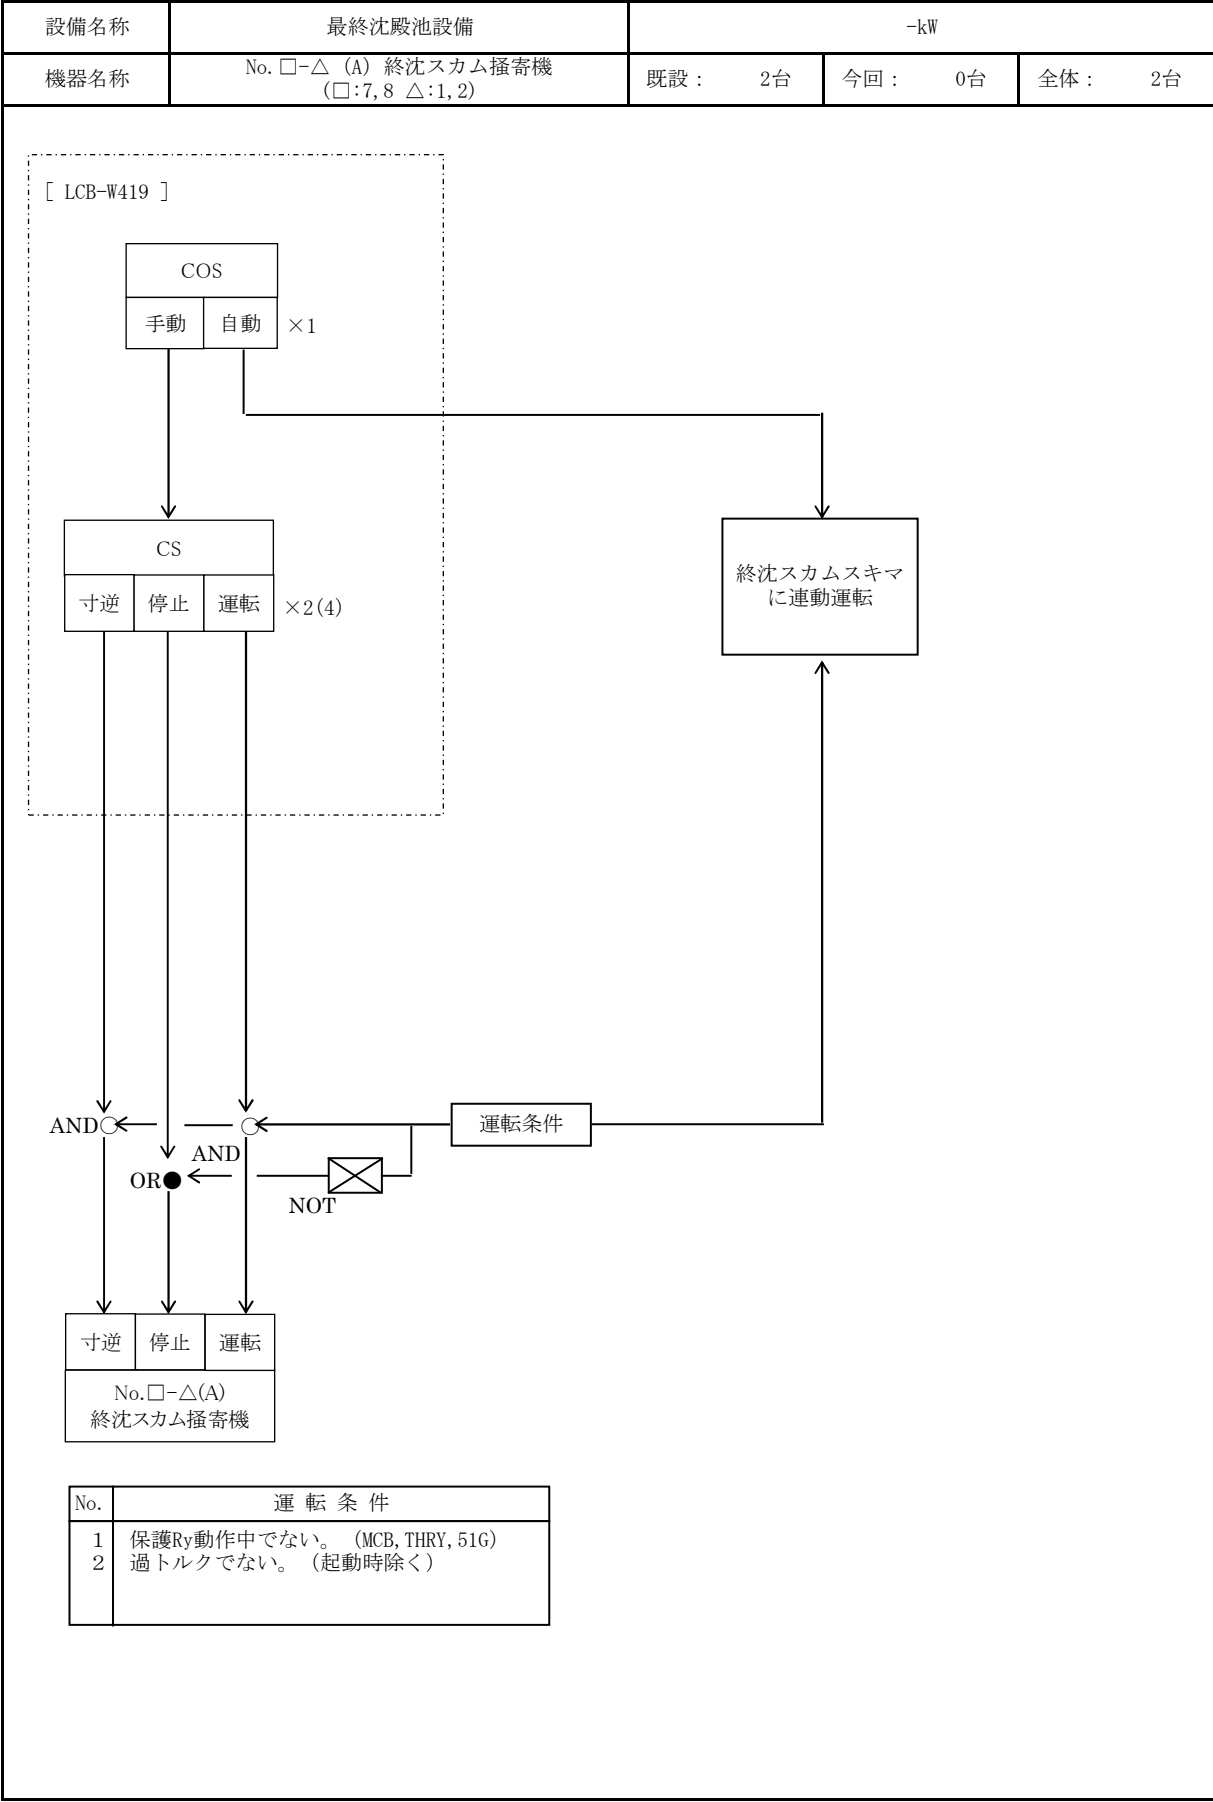 設備名称 最終沈殿池設備 -kW
機器名称 No.□-△ (A) 終沈スカム掻寄機
(□:7,8 △:1,2)
既設： 2台 今回： 0台 全体： 2台
[ LCB-W419 ]
COS
手動 自動 ×1
CS
寸逆 停止 運転 ×2(4)
終沈スカムスキマ
に連動運転
AND
運転条件
AND
OR
NOT
寸逆 停止 運転
No.□-△(A)
終沈スカム掻寄機
No. 運 転 条 件
1 保護Ry動作中でない。 (MCB,THRY,51G)
2 過トルクでない。 (起動時除く)